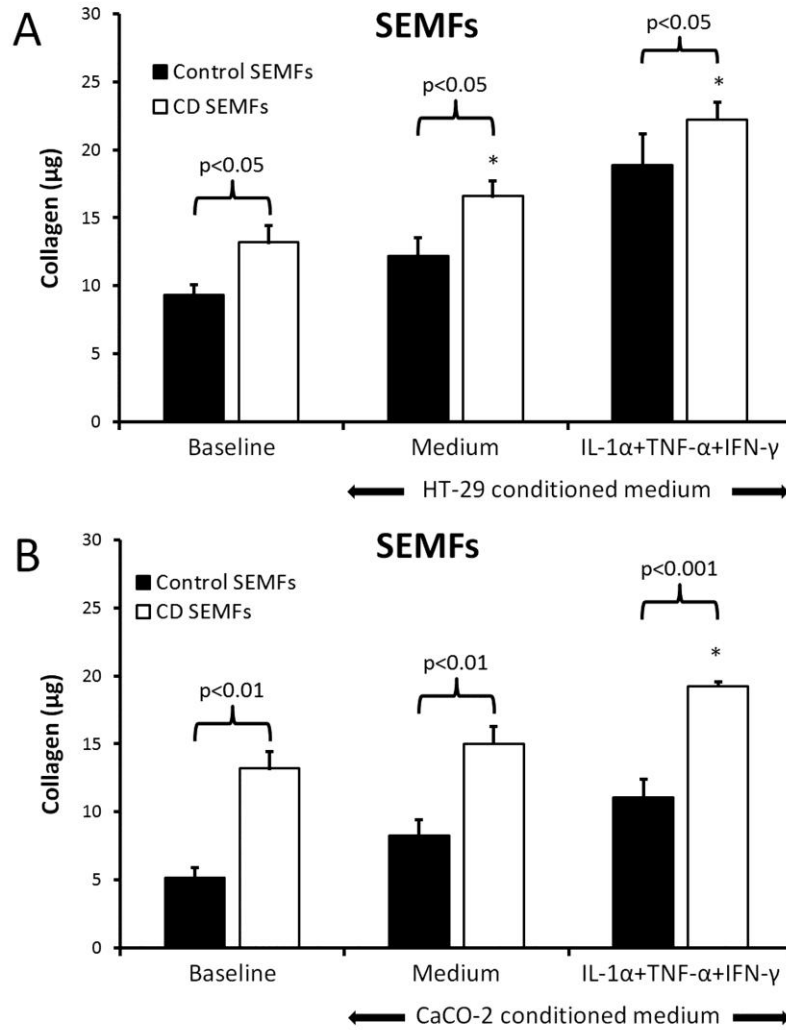 A
SEMFs
Control SEMFs
CD SEMFs
p<0.05
p<0.05
p<0.05
*
*
30
25
20
15
10
5
0
Collagen (µg)
Baseline
Medium
IL-1α+TNF-α+IFN-γ
HT-29 conditioned medium
B
SEMFs
Control SEMFs
CD SEMFs
p<0.01
p<0.01
p<0.001
*
30
25
20
15
10
5
0
Collagen (µg)
Baseline
Medium
IL-1α+TNF-α+IFN-γ
CaCO-2 conditioned medium